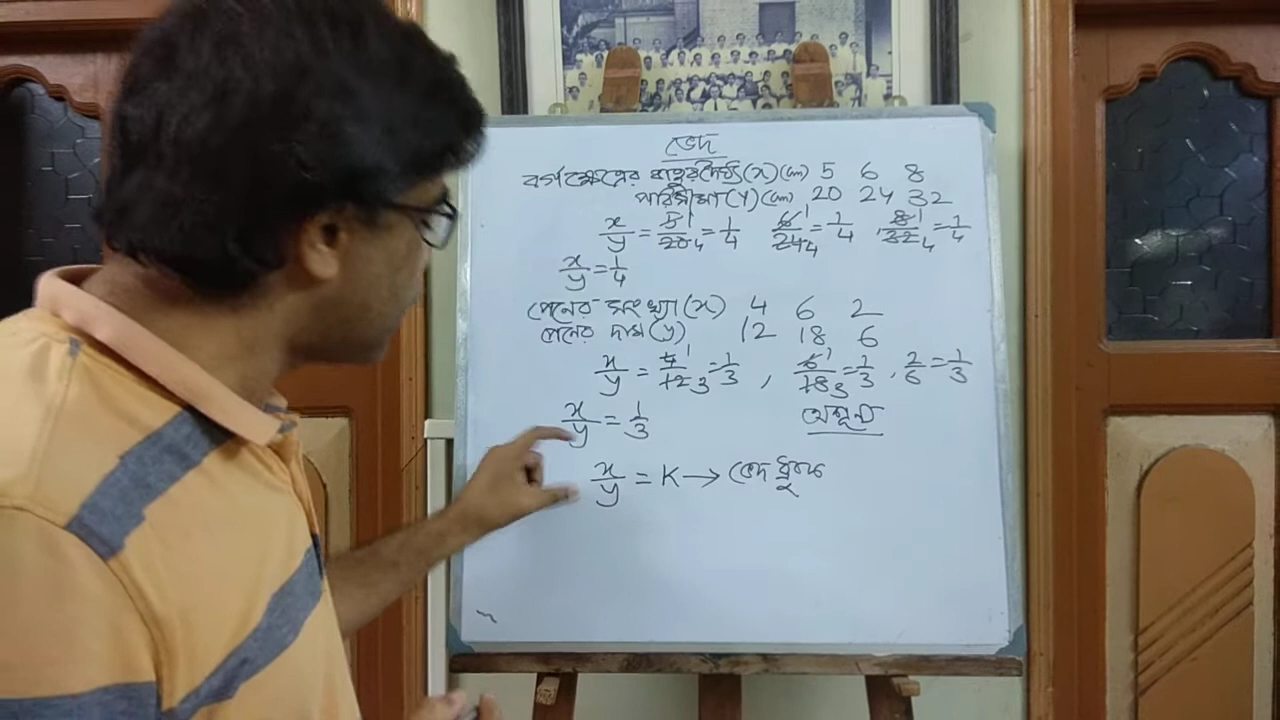 ভেদ
বর্গক্ষেত্রের বাহুর দৈর্ঘ্য (x) (cm) 5 6 8
পরিসীমা (y) (cm) 20 24 32
x/y = 5/20 = 1/4 6/24 = 1/4 , 8/32 = 1/4
x/y = 1/4
পেনের সংখ্যা (x) 4 6 2
পেনের দাম (y) 12 18 6
x/y = 4/12 = 1/3 , 6/18 = 1/3 , 2/6 = 1/3
x/y = 1/3
x/y = K → ভেদ ধ্রুবক